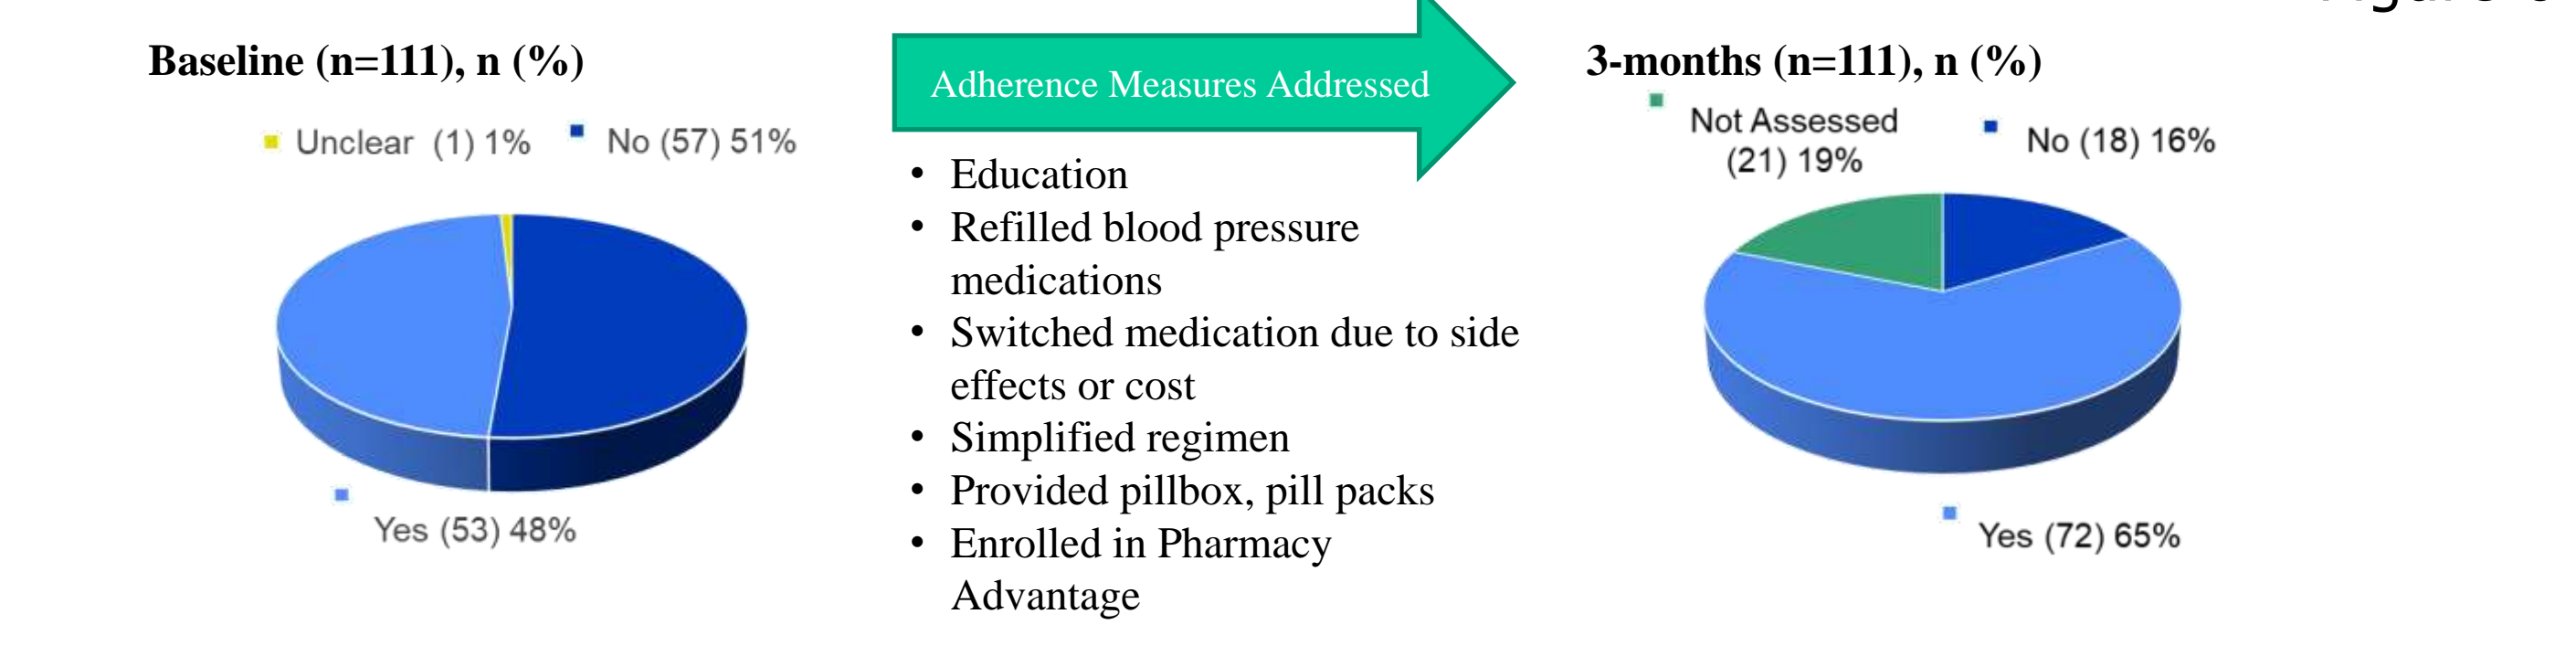 Baseline (n=111), n (%)
Unclear (1) 1%
No (57) 51%
Yes (53) 48%
Adherence Measures Addressed
• Education
• Refilled blood pressure
medications
• Switched medication due to side
effects or cost
• Simplified regimen
• Provided pillbox, pill packs
• Enrolled in Pharmacy
Advantage
3-months (n=111), n (%)
Not Assessed
(21) 19%
No (18) 16%
Yes (72) 65%